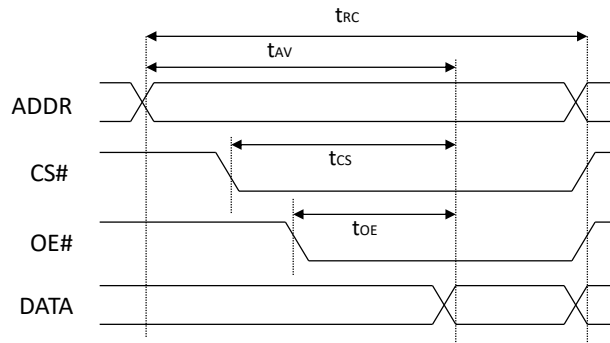 tRC
tAV
ADDR
tCS
CS#
tOE
OE#
DATA